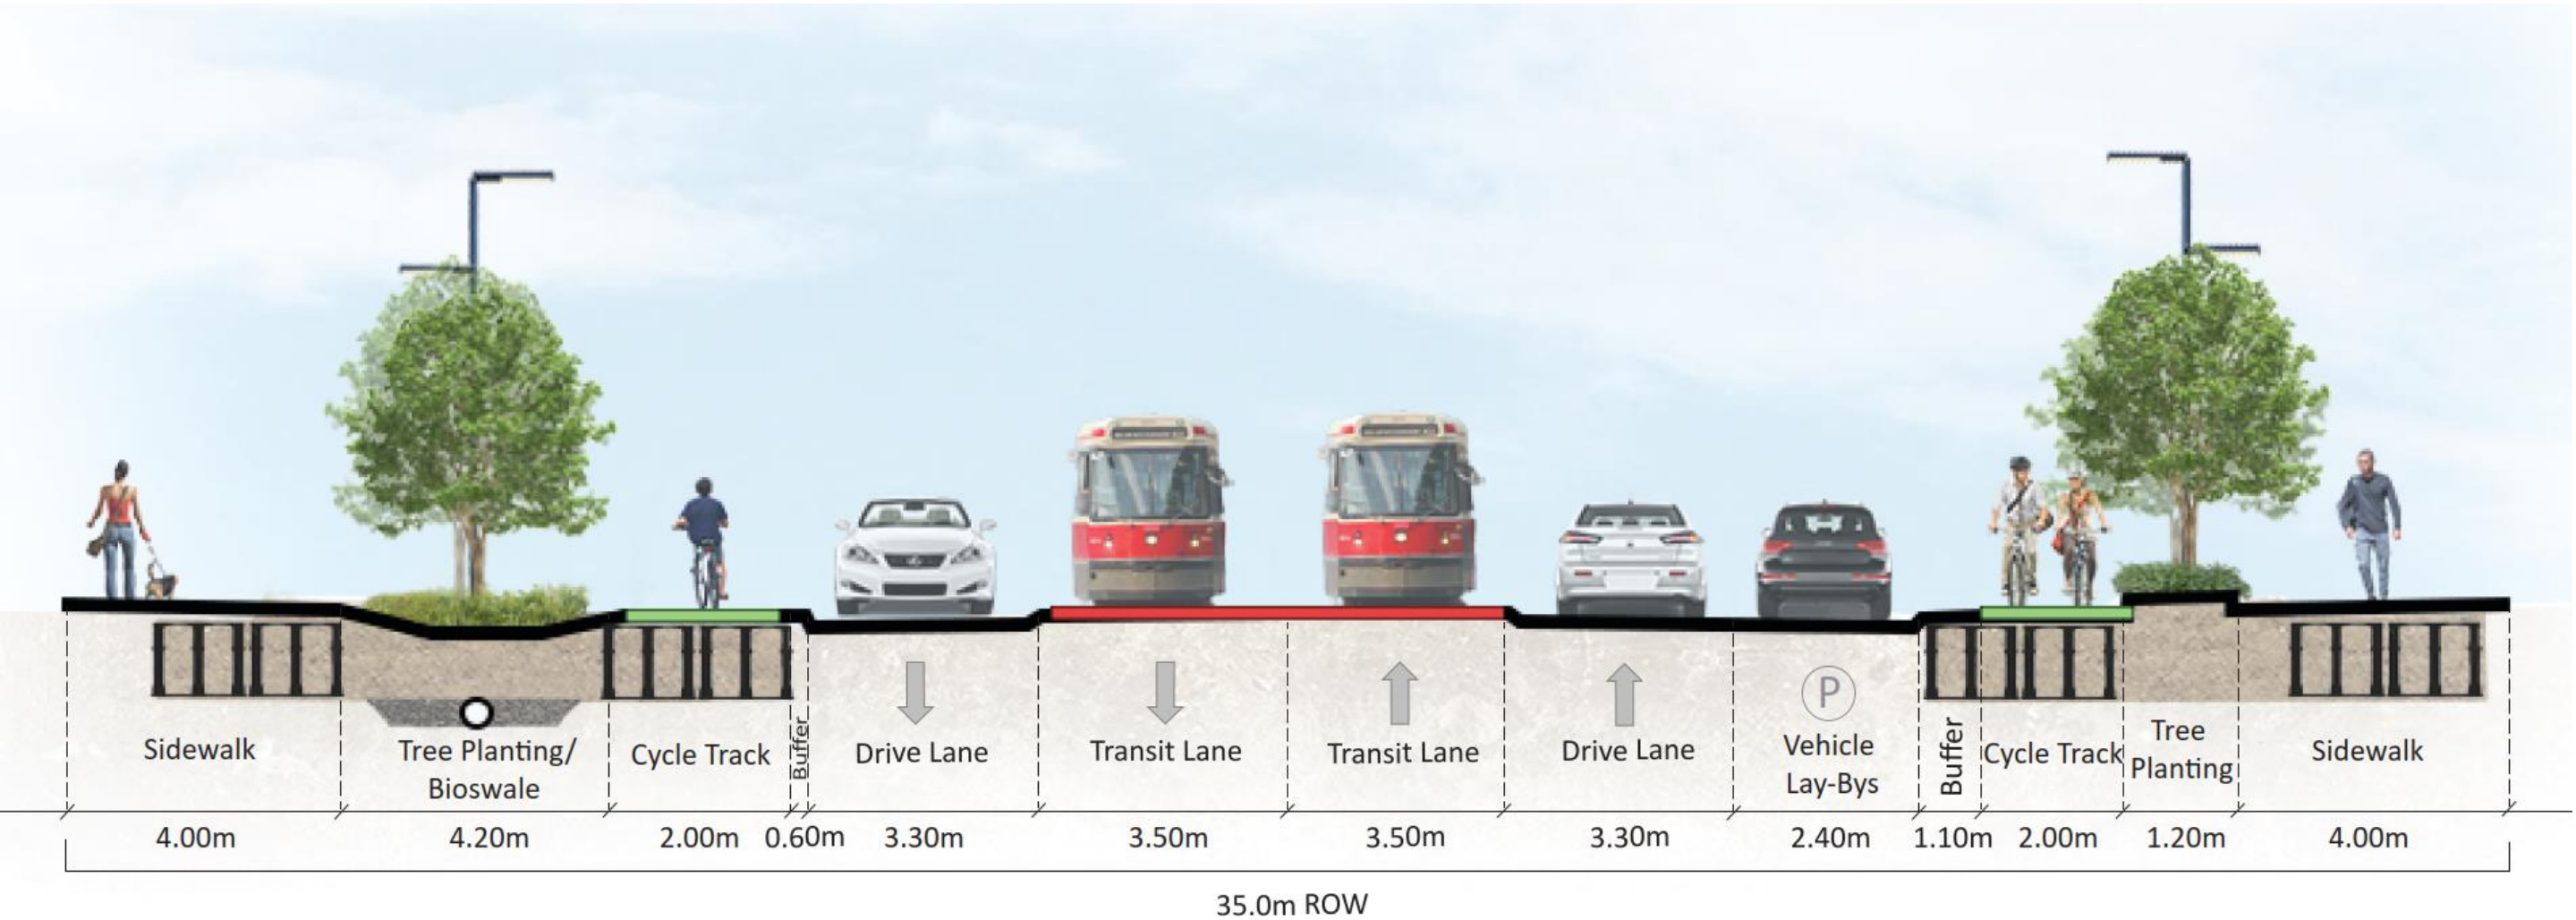 P
Sidewalk
Tree Planting/
Bioswale
Cycle Track
Buffer
Drive Lane
Transit Lane
Transit Lane
Drive Lane
Vehicle
Lay-Bys
Buffer
Cycle Track
Tree
Planting
Sidewalk
4.00m
4.20m
2.00m
0.60m
3.30m
3.50m
3.50m
3.30m
2.40m
1.10m
2.00m
1.20m
4.00m
35.0m ROW